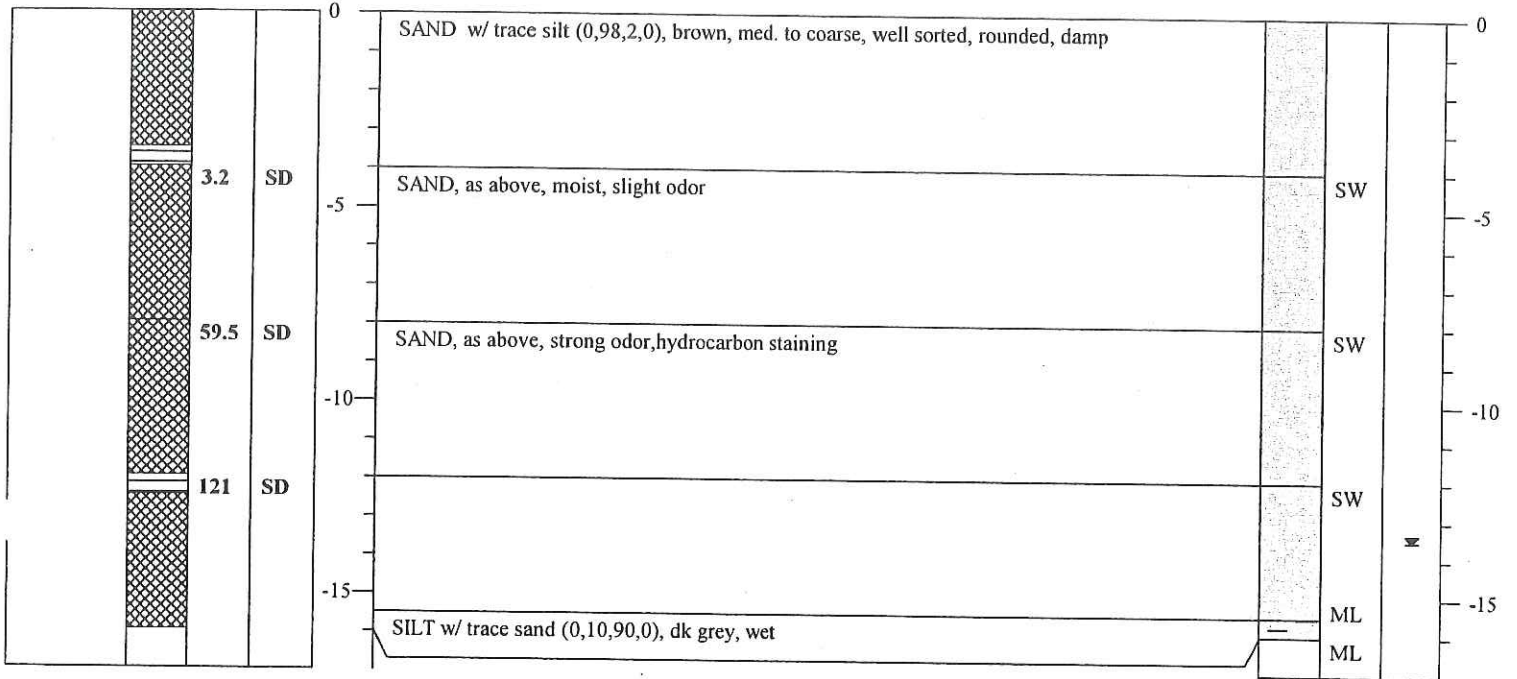 0
SAND w/ trace silt (0,98,2,0), brown, med. to coarse, well sorted, rounded, damp
0
3.2 SD
SAND, as above, moist, slight odor
SW
-5
-5
59.5 SD
SAND, as above, strong odor,hydrocarbon staining
SW
-10
-10
121 SD
SW
-15
-15
ML
SILT w/ trace sand (0,10,90,0), dk grey, wet
ML